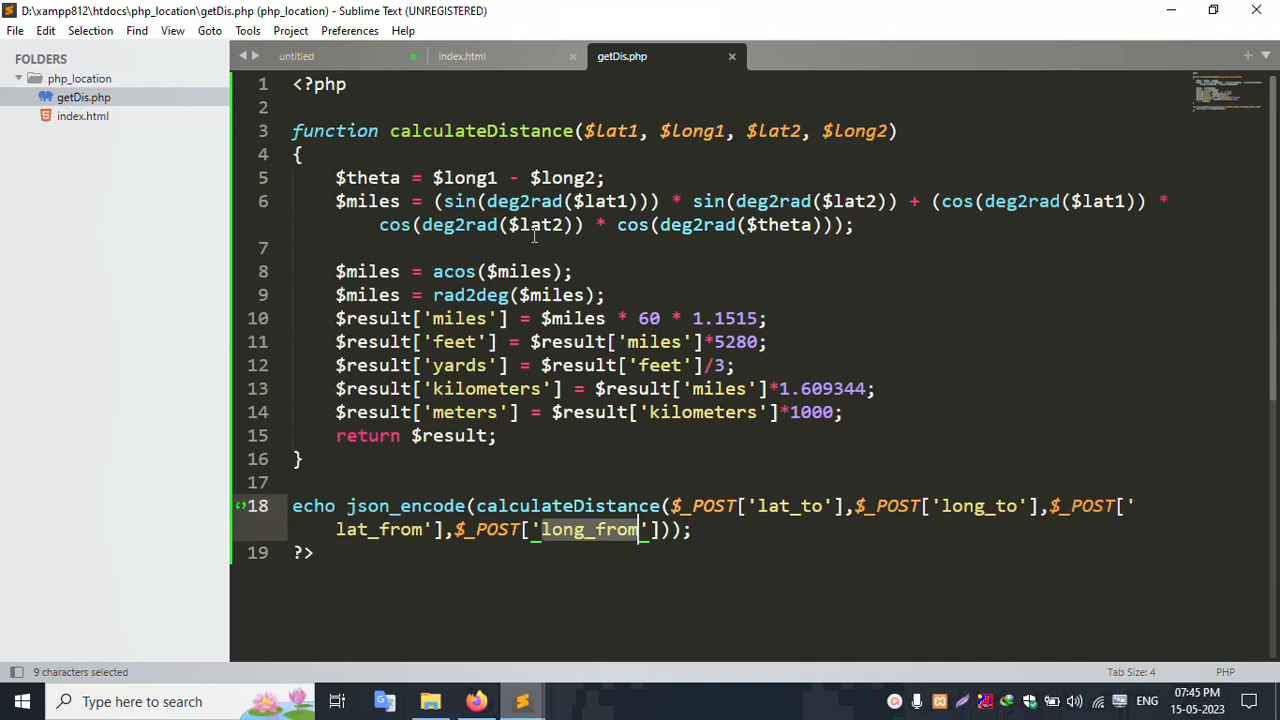 D:\xampp812\htdocs\php_location\getDis.php (php_location) - Sublime Text (UNREGISTERED)
File Edit Selection Find View Goto Tools Project Preferences Help
FOLDERS
php_location
getDis.php
index.html
untitled index.html getDis.php
1 <?php
2
3 function calculateDistance($lat1, $long1, $lat2, $long2)
4 {
5 $theta = $long1 - $long2;
6 $miles = (sin(deg2rad($lat1))) * sin(deg2rad($lat2)) + (cos(deg2rad($lat1)) *
cos(deg2rad($lat2)) * cos(deg2rad($theta)));
7
8 $miles = acos($miles);
9 $miles = rad2deg($miles);
10 $result['miles'] = $miles * 60 * 1.1515;
11 $result['feet'] = $result['miles']*5280;
12 $result['yards'] = $result['feet']/3;
13 $result['kilometers'] = $result['miles']*1.609344;
14 $result['meters'] = $result['kilometers']*1000;
15 return $result;
16 }
17
18 echo json_encode(calculateDistance($_POST['lat_to'],$_POST['long_to'],$_POST['
lat_from'],$_POST['long_from']));
19 ?>
9 characters selected Tab Size: 4 PHP
Type here to search ENG 07:45 PM
15-05-2023